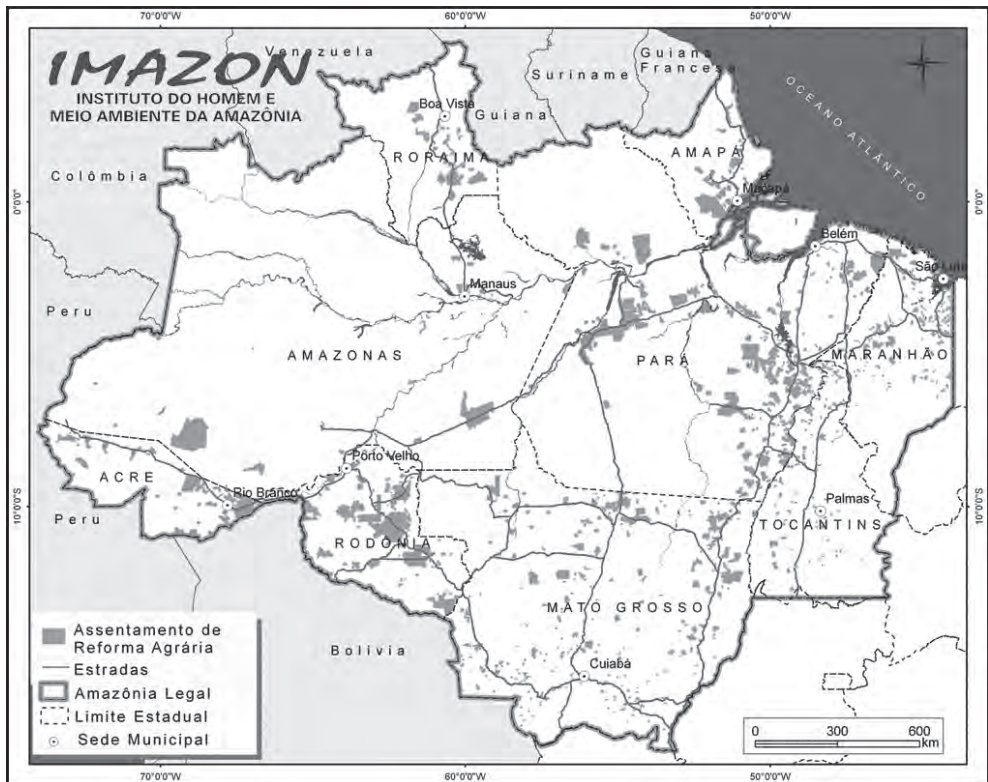 70°0'0"W
60°0'0"W
50°0'0"W
IMAZON
INSTITUTO DO HOMEM E
MEIO AMBIENTE DA AMAZÔNIA
Venezuela
Suriname
Guiana
Francesa
Guiana
OCEANO ATLÂNTICO
Boa Vista
RORAIMA
AMAPÁ
Macapá
Colômbia
0°0'0"
0°0'0"
Belém
São Luís
Manaus
Peru
AMAZONAS
PARÁ
MARANHÃO
Porto Velho
ACRE
Rio Branco
Palmas
10°0'0"S
10°0'0"S
Peru
TOCANTINS
RODÔNIA
MATO GROSSO
Bolívia
Cuiabá
Assentamento de
Reforma Agrária
Estradas
Amazônia Legal
Limite Estadual
Sede Municipal
0 300 600
km
70°0'0"W
60°0'0"W
50°0'0"W